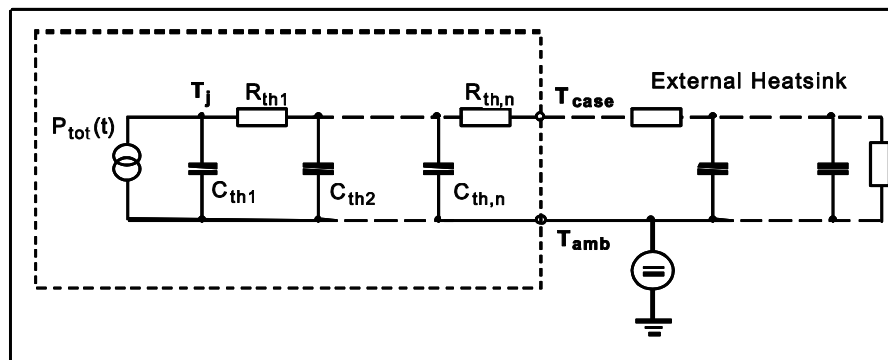 External Heatsink
T_j
R_th1
R_th,n
T_case
P_tot(t)
C_th1
C_th2
C_th,n
T_amb